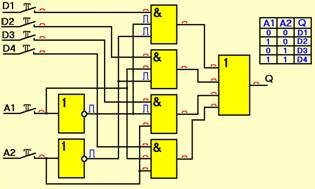 D1
D2
D3
D4
A1
A2
1
1
&
&
&
&
1
Q
A1 A2 Q
0 0 D1
0 1 D2
1 0 D3
1 1 D4